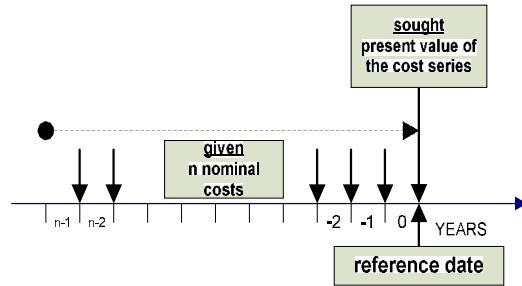 sought
present value of
the cost series
given
n nominal
costs
n-1 n-2 -2 -1 0 YEARS
reference date